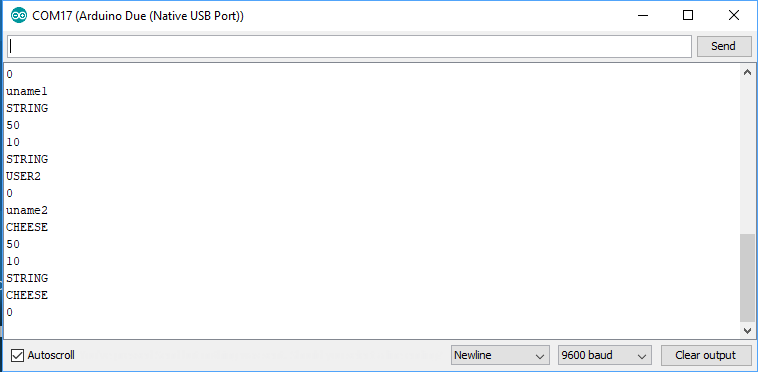 COM17 (Arduino Due (Native USB Port))
Send
0
uname1
STRING
50
10
STRING
USER2
0
uname2
CHEESE
50
10
STRING
CHEESE
0
Autoscroll
Newline
9600 baud
Clear output